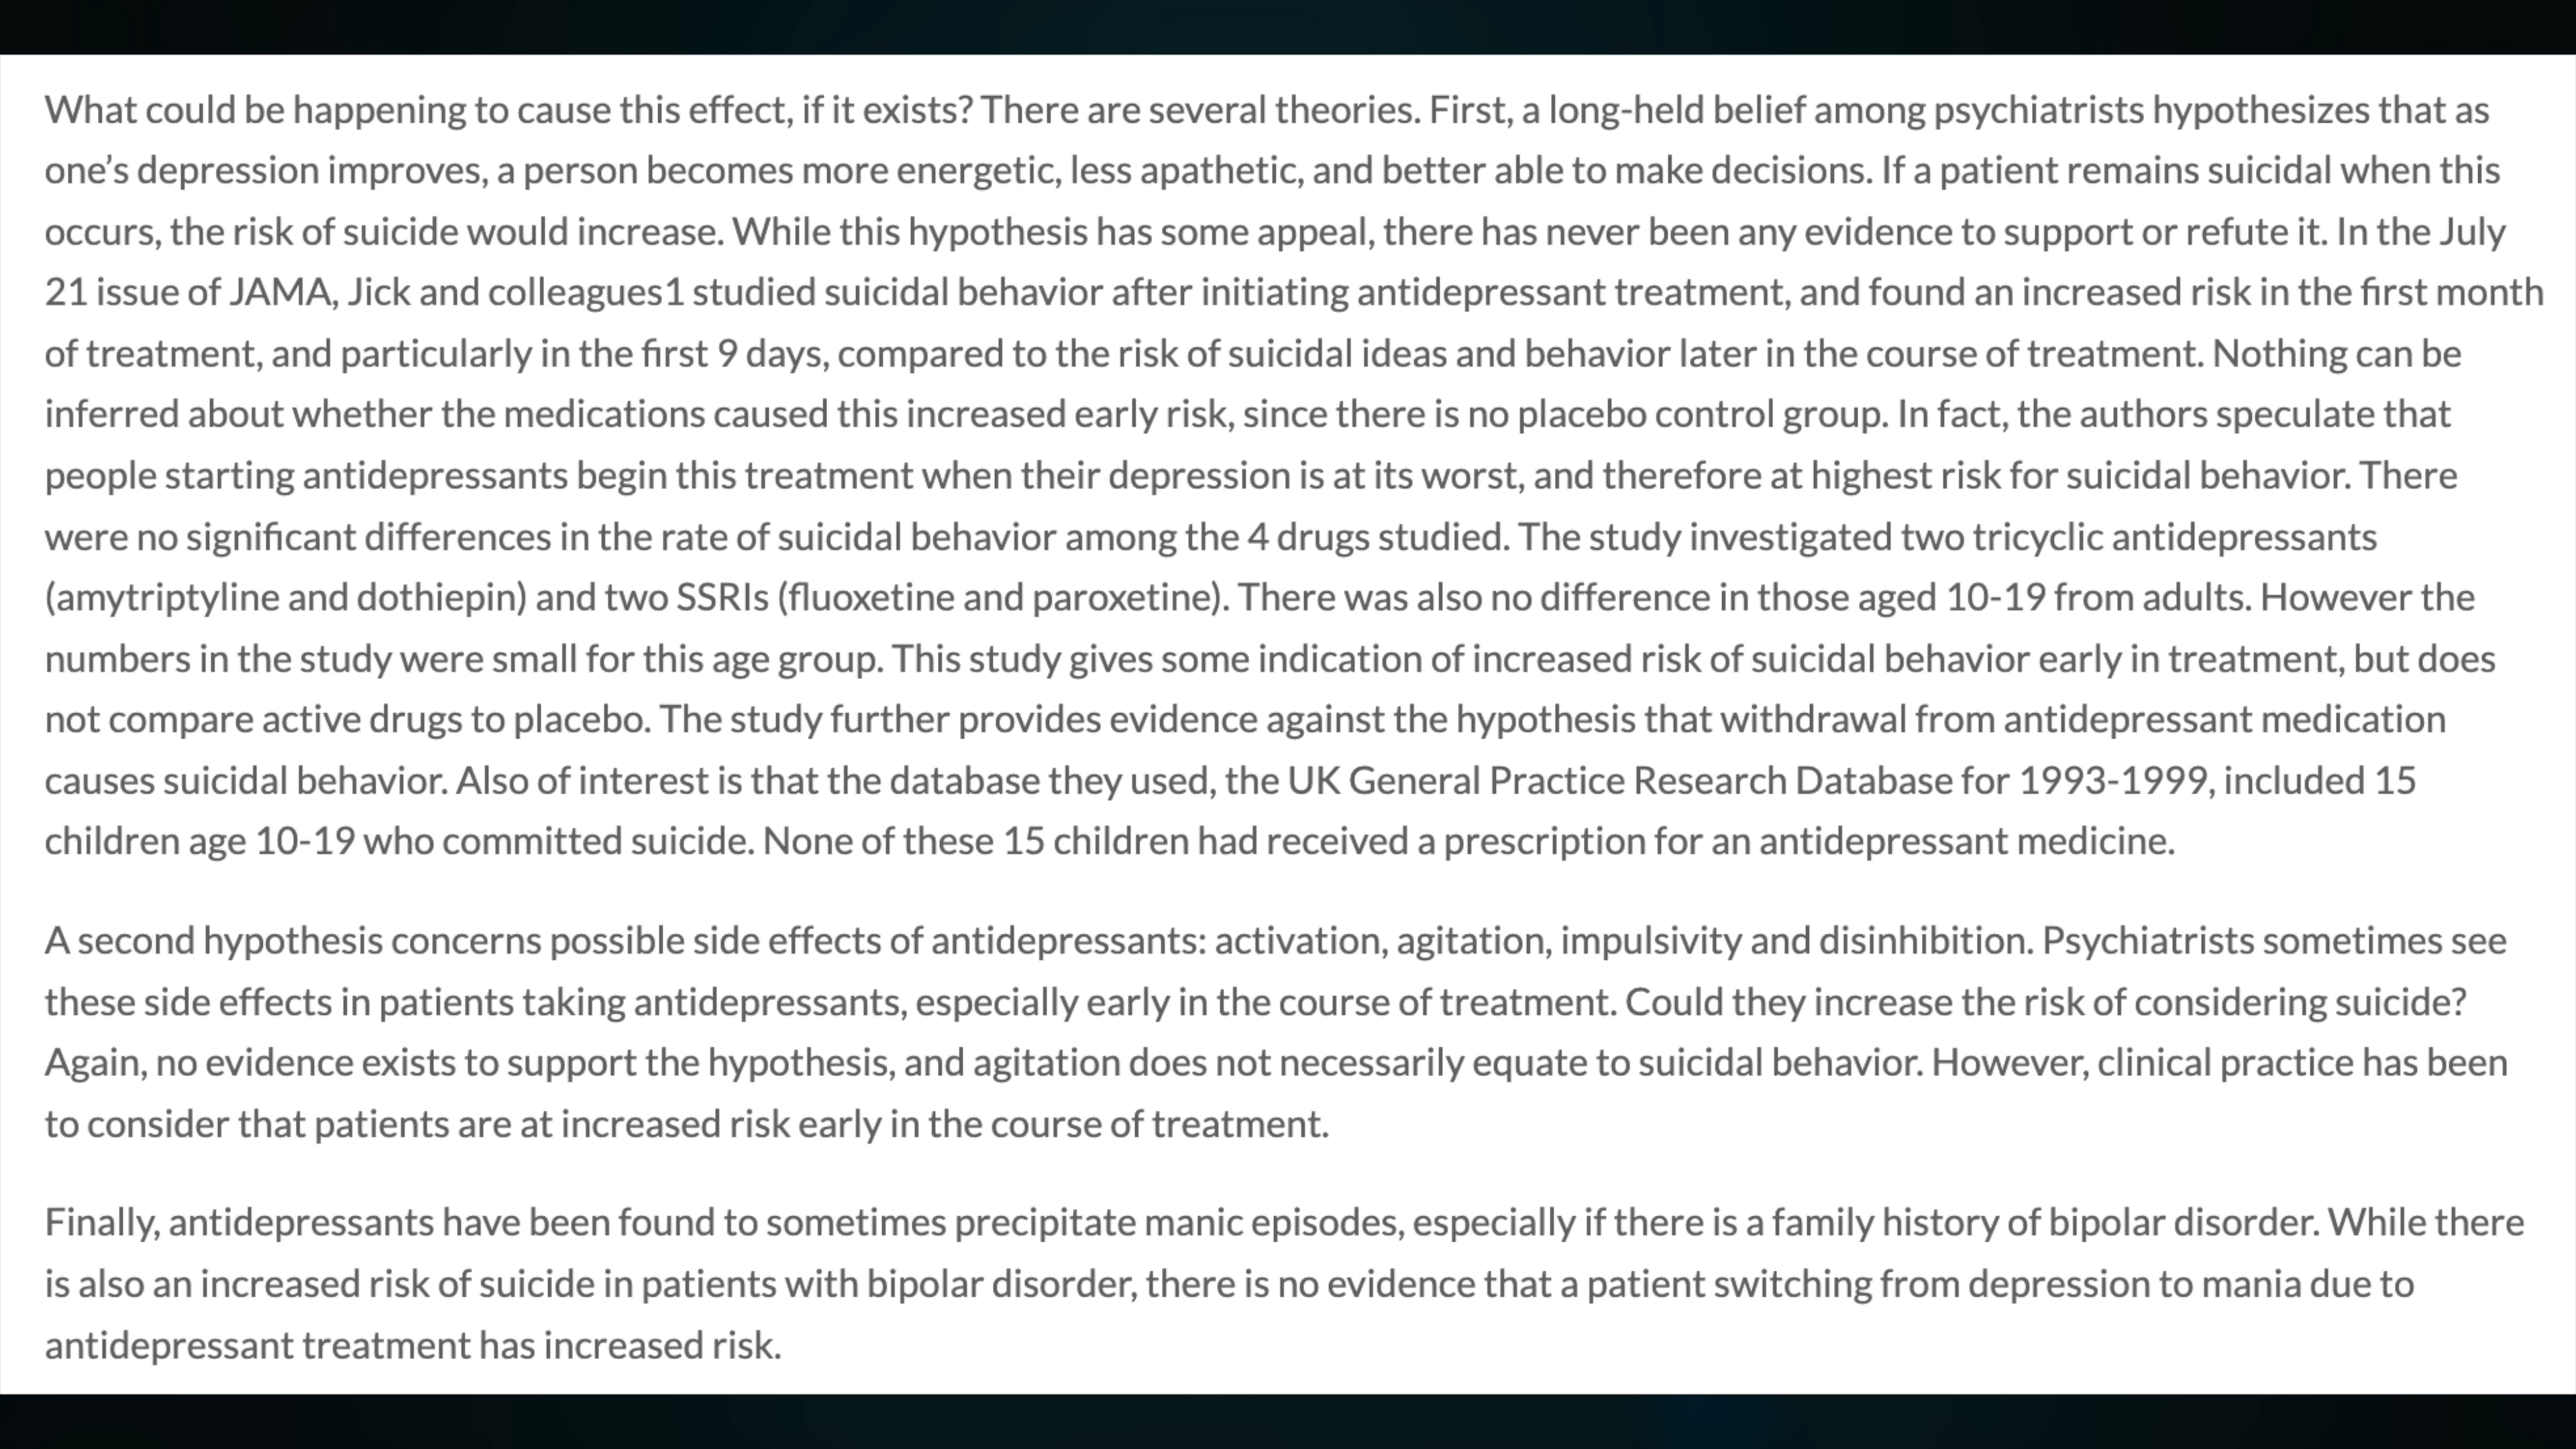 What could be happening to cause this effect, if it exists? There are several theories. First, a long-held belief among psychiatrists hypothesizes that as
one’s depression improves, a person becomes more energetic, less apathetic, and better able to make decisions. If a patient remains suicidal when this
occurs, the risk of suicide would increase. While this hypothesis has some appeal, there has never been any evidence to support or refute it. In the July
21 issue of JAMA, Jick and colleagues1 studied suicidal behavior after initiating antidepressant treatment, and found an increased risk in the first month
of treatment, and particularly in the first 9 days, compared to the risk of suicidal ideas and behavior later in the course of treatment. Nothing can be
inferred about whether the medications caused this increased early risk, since there is no placebo control group. In fact, the authors speculate that
people starting antidepressants begin this treatment when their depression is at its worst, and therefore at highest risk for suicidal behavior. There
were no significant differences in the rate of suicidal behavior among the 4 drugs studied. The study investigated two tricyclic antidepressants
(amytriptyline and dothiepin) and two SSRIs (fluoxetine and paroxetine). There was also no difference in those aged 10-19 from adults. However the
numbers in the study were small for this age group. This study gives some indication of increased risk of suicidal behavior early in treatment, but does
not compare active drugs to placebo. The study further provides evidence against the hypothesis that withdrawal from antidepressant medication
causes suicidal behavior. Also of interest is that the database they used, the UK General Practice Research Database for 1993-1999, included 15
children age 10-19 who committed suicide. None of these 15 children had received a prescription for an antidepressant medicine.
A second hypothesis concerns possible side effects of antidepressants: activation, agitation, impulsivity and disinhibition. Psychiatrists sometimes see
these side effects in patients taking antidepressants, especially early in the course of treatment. Could they increase the risk of considering suicide?
Again, no evidence exists to support the hypothesis, and agitation does not necessarily equate to suicidal behavior. However, clinical practice has been
to consider that patients are at increased risk early in the course of treatment.
Finally, antidepressants have been found to sometimes precipitate manic episodes, especially if there is a family history of bipolar disorder. While there
is also an increased risk of suicide in patients with bipolar disorder, there is no evidence that a patient switching from depression to mania due to
antidepressant treatment has increased risk.